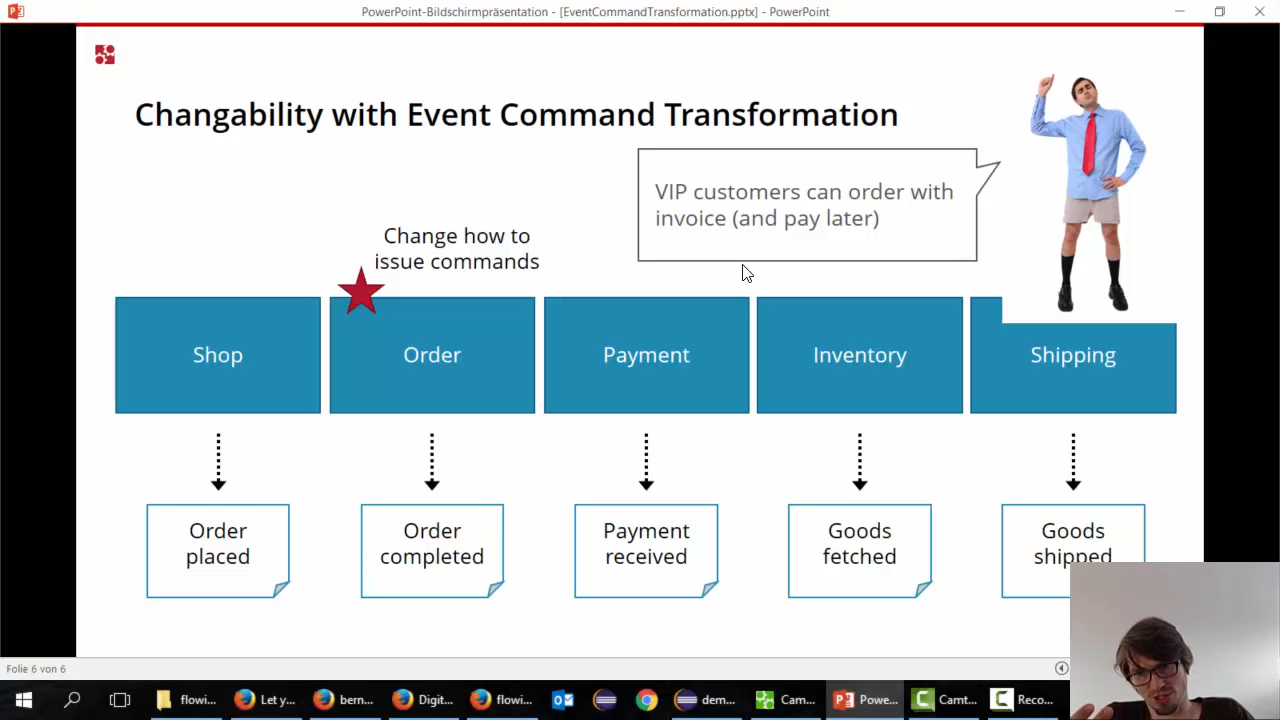 PowerPoint-Bildschirmpräsentation - [EventCommandTransformation.pptx] - PowerPoint
Changability with Event Command Transformation
VIP customers can order with
invoice (and pay later)
Change how to
issue commands
Shop
Order
Payment
Inventory
Shipping
Order
placed
Order
completed
Payment
received
Goods
fetched
Goods
shipped
Folie 6 von 6
flowi...
Let y...
bern...
Digit...
flowi...
dem...
Cam...
Powe...
Camt...
Reco...